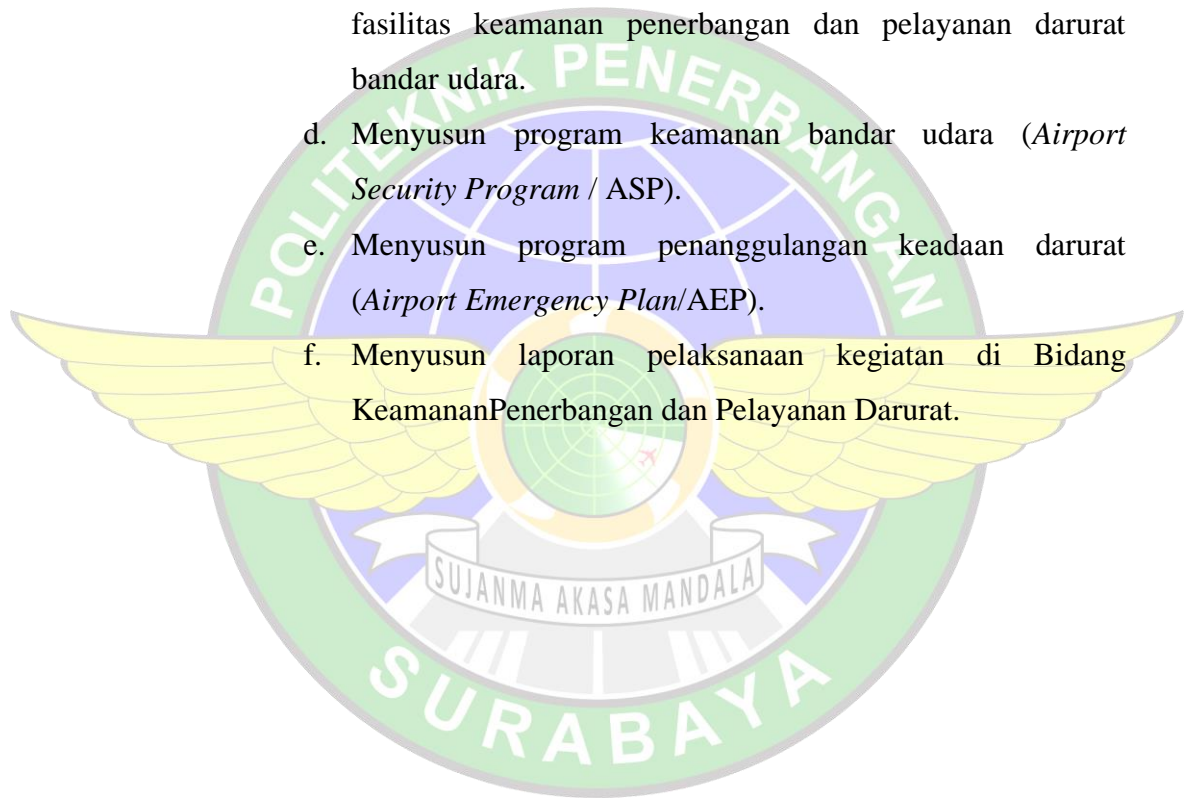 fasilitas keamanan penerbangan dan pelayanan darurat
bandar udara.
d. Menyusun program keamanan bandar udara (Airport
Security Program / ASP).
e. Menyusun program penanggulangan keadaan darurat
(Airport Emergency Plan/AEP).
f. Menyusun laporan pelaksanaan kegiatan di Bidang
KeamananPenerbangan dan Pelayanan Darurat.
POLITEKNIK PENERBANGAN
SUJANMA AKASA MANDALA
SURABAYA